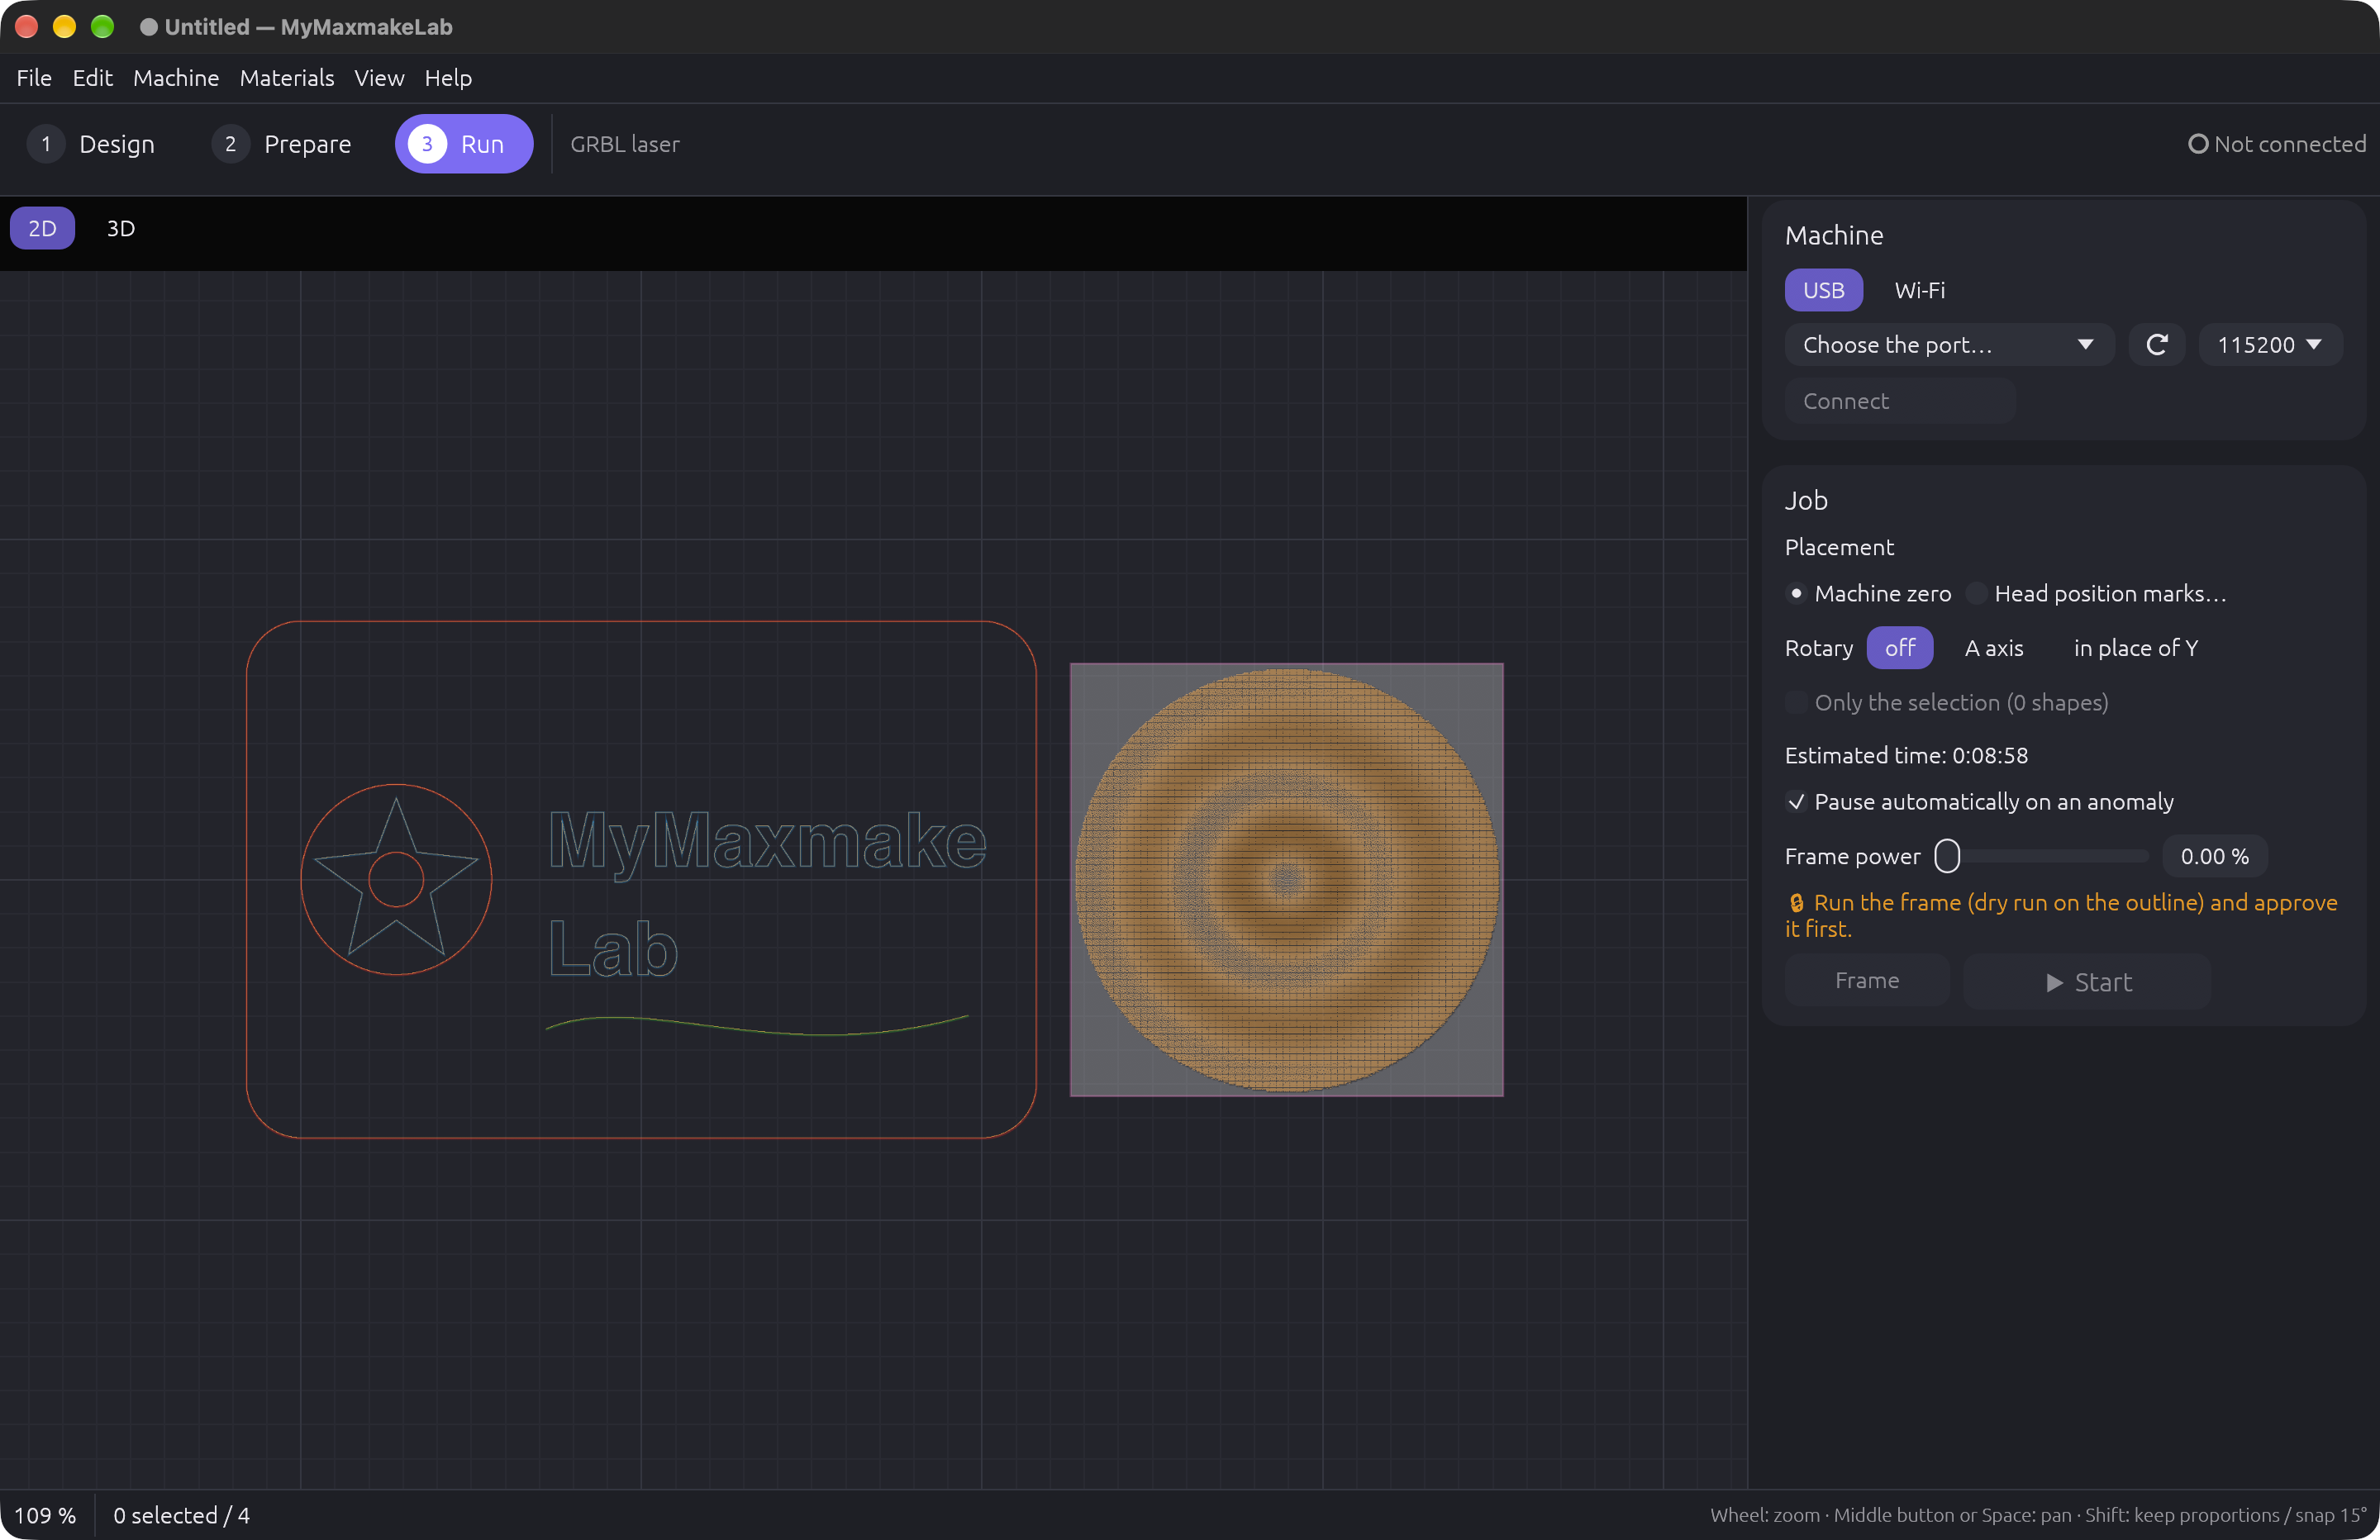 Untitled — MyMaxmakeLab
File Edit Machine Materials View Help
1 Design 2 Prepare 3 Run GRBL laser Not connected
2D 3D
Machine
USB Wi-Fi
Choose the port... 115200
Connect
Job
Placement
Machine zero Head position marks...
Rotary off A axis in place of Y
Only the selection (0 shapes)
Estimated time: 0:08:58
Pause automatically on an anomaly
Frame power 0.00 %
Run the frame (dry run on the outline) and approve
it first.
Frame Start
MyMaxmake
Lab
109 % 0 selected / 4
Wheel: zoom · Middle button or Space: pan · Shift: keep proportions / snap 15°